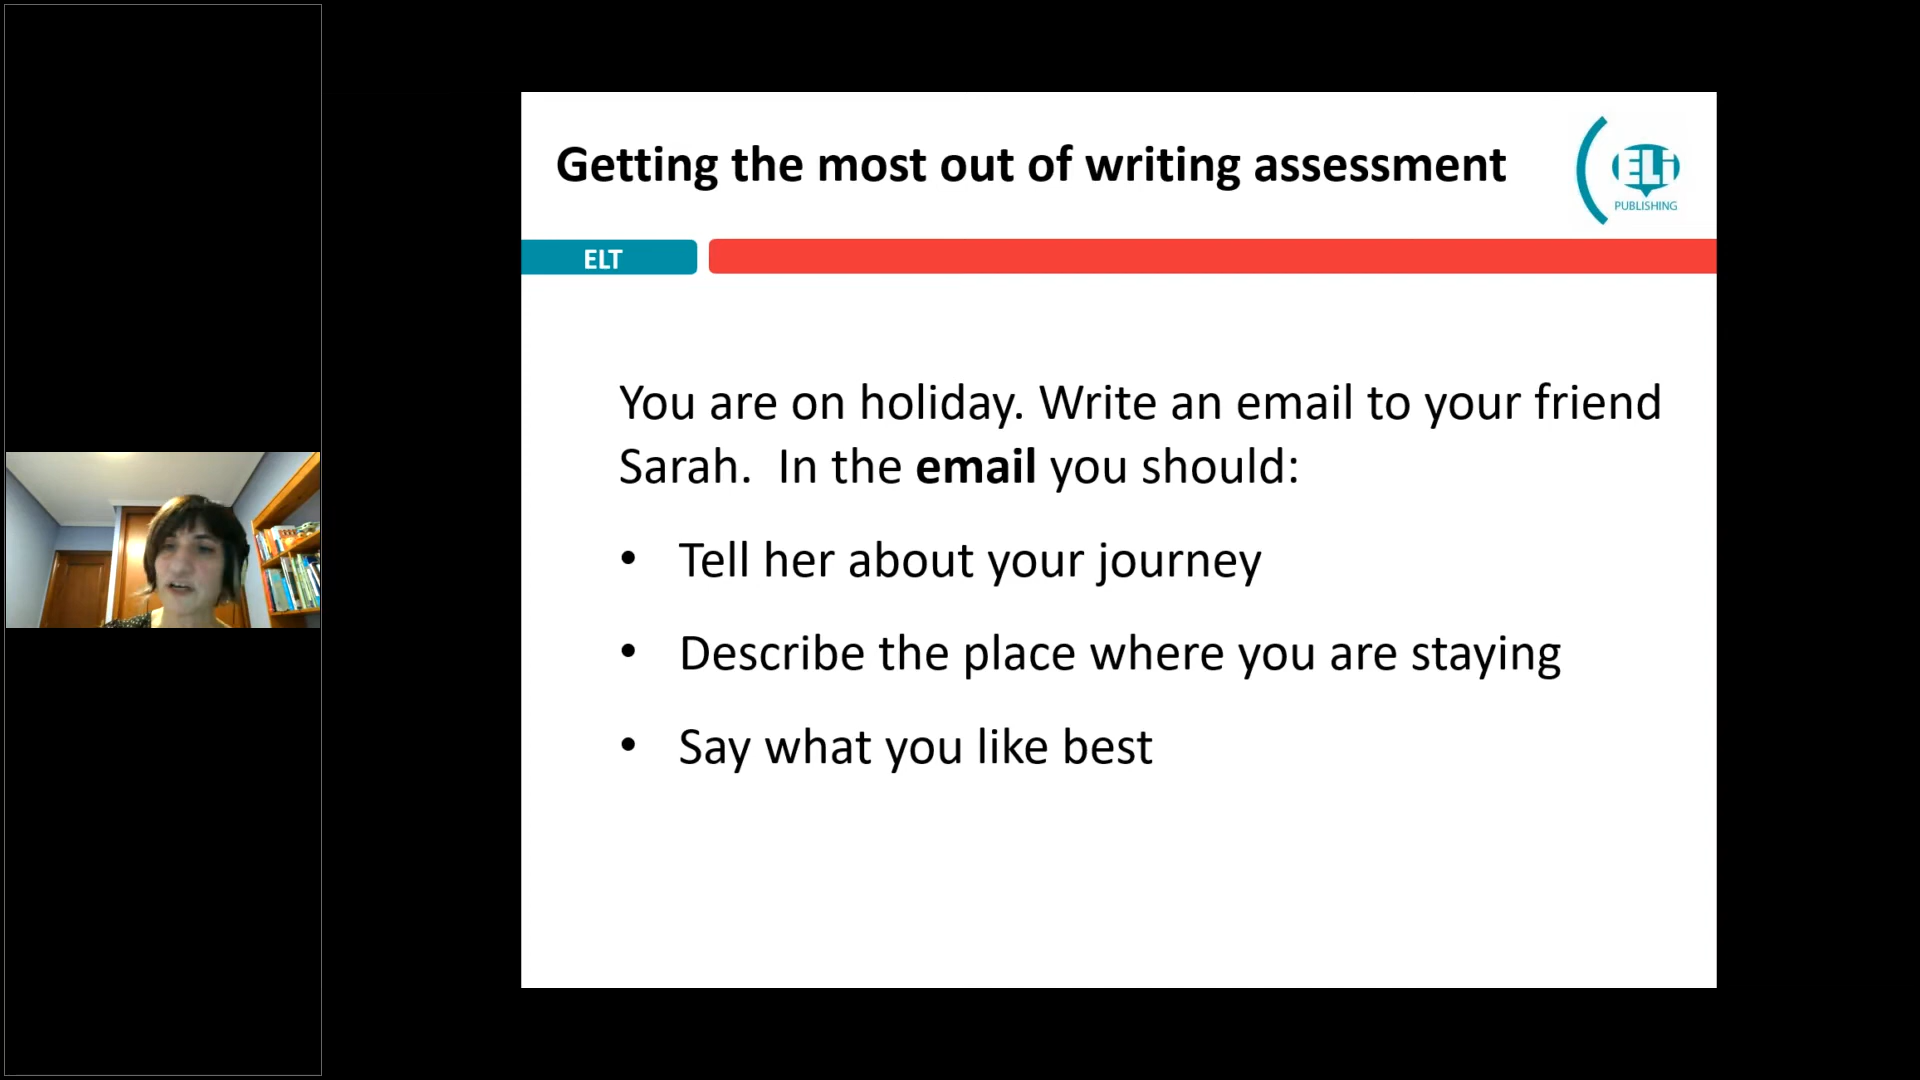 Getting the most out of writing assessment
ELi
PUBLISHING
ELT
You are on holiday. Write an email to your friend
Sarah.  In the email you should:
• Tell her about your journey
• Describe the place where you are staying
• Say what you like best